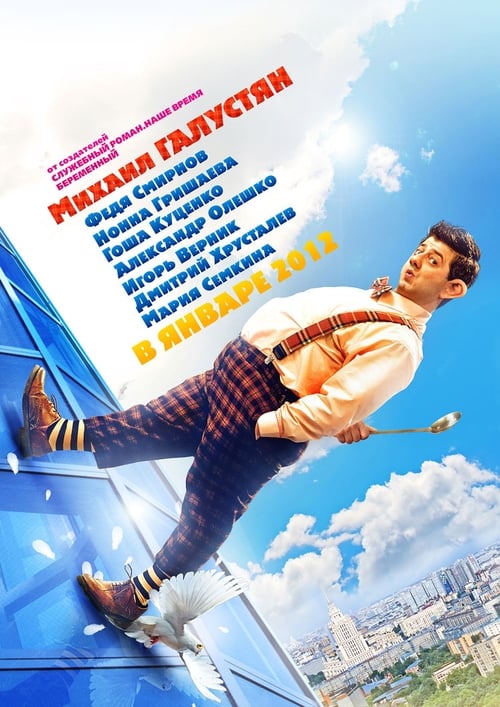 от создателей
СЛУЖЕБНЫЙ РОМАН.НАШЕ ВРЕМЯ
БЕРЕМЕННЫЙ
Михаил ГАЛУСТЯН
Федя Смирнов
Нонна Гришаева
Гоша Куценко
Александр Олешко
Игорь Верник
Дмитрий Хрусталев
Мария Семкина
В ЯНВАРЕ 2012